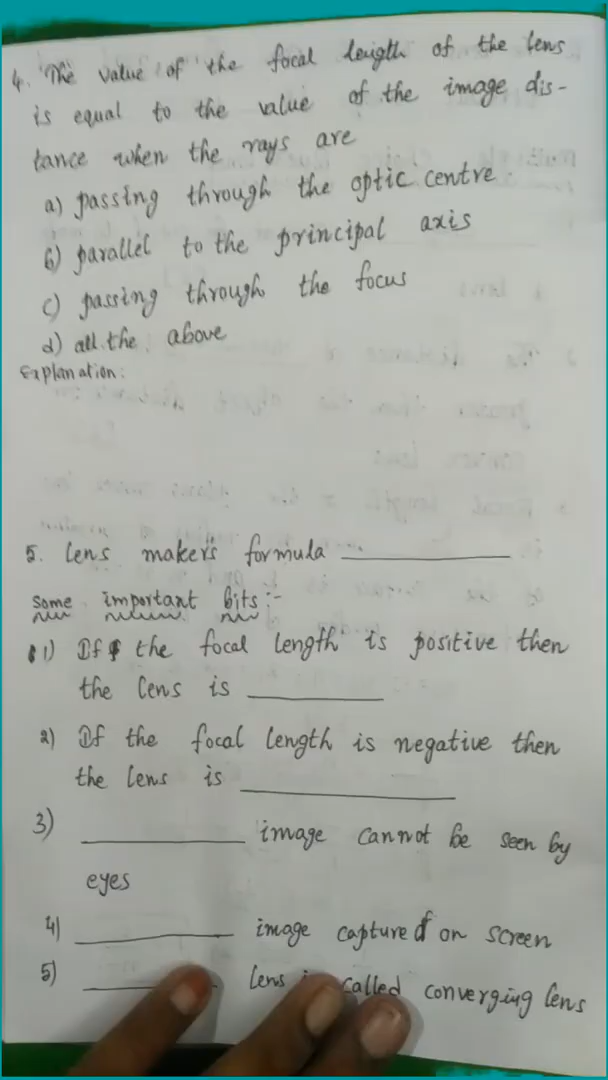 4. The value of the focal length of the lens
is equal to the value of the image dis-
tance when the rays are
a) passing through the optic centre
b) parallel to the principal axis
c) passing through the focus
d) all the above
Explanation:
5. lens maker's formula
Some important bits:-
1) If the focal length is positive then
the lens is
2) If the focal length is negative then
the lens is
3) image cannot be seen by
eyes
4) image captured on screen
5) lens is called converging lens